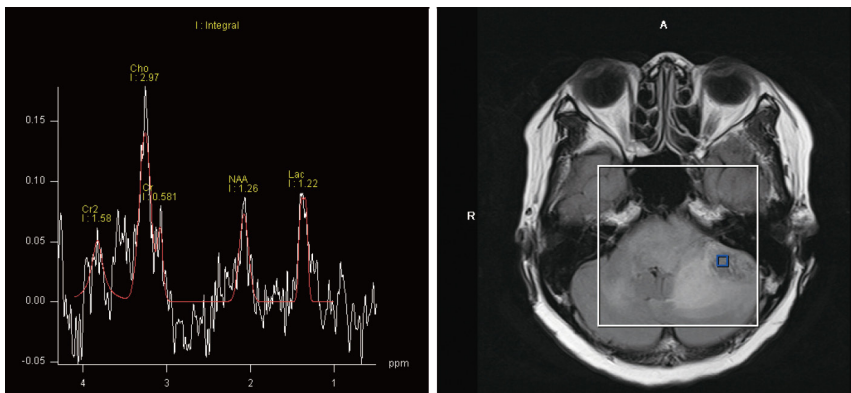 I : Integral
Cho
I : 2.97
0.15
0.10
Cr
I : 0.581
NAA
I : 1.26
Lac
I : 1.22
Cr2
I : 1.58
0.05
0.00
-0.05
ppm
4
3
2
1
A
R